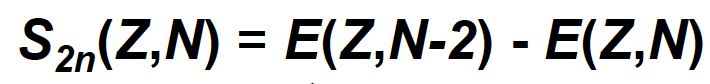 S₂ₙ(Z,N) = E(Z,N-2) - E(Z,N)